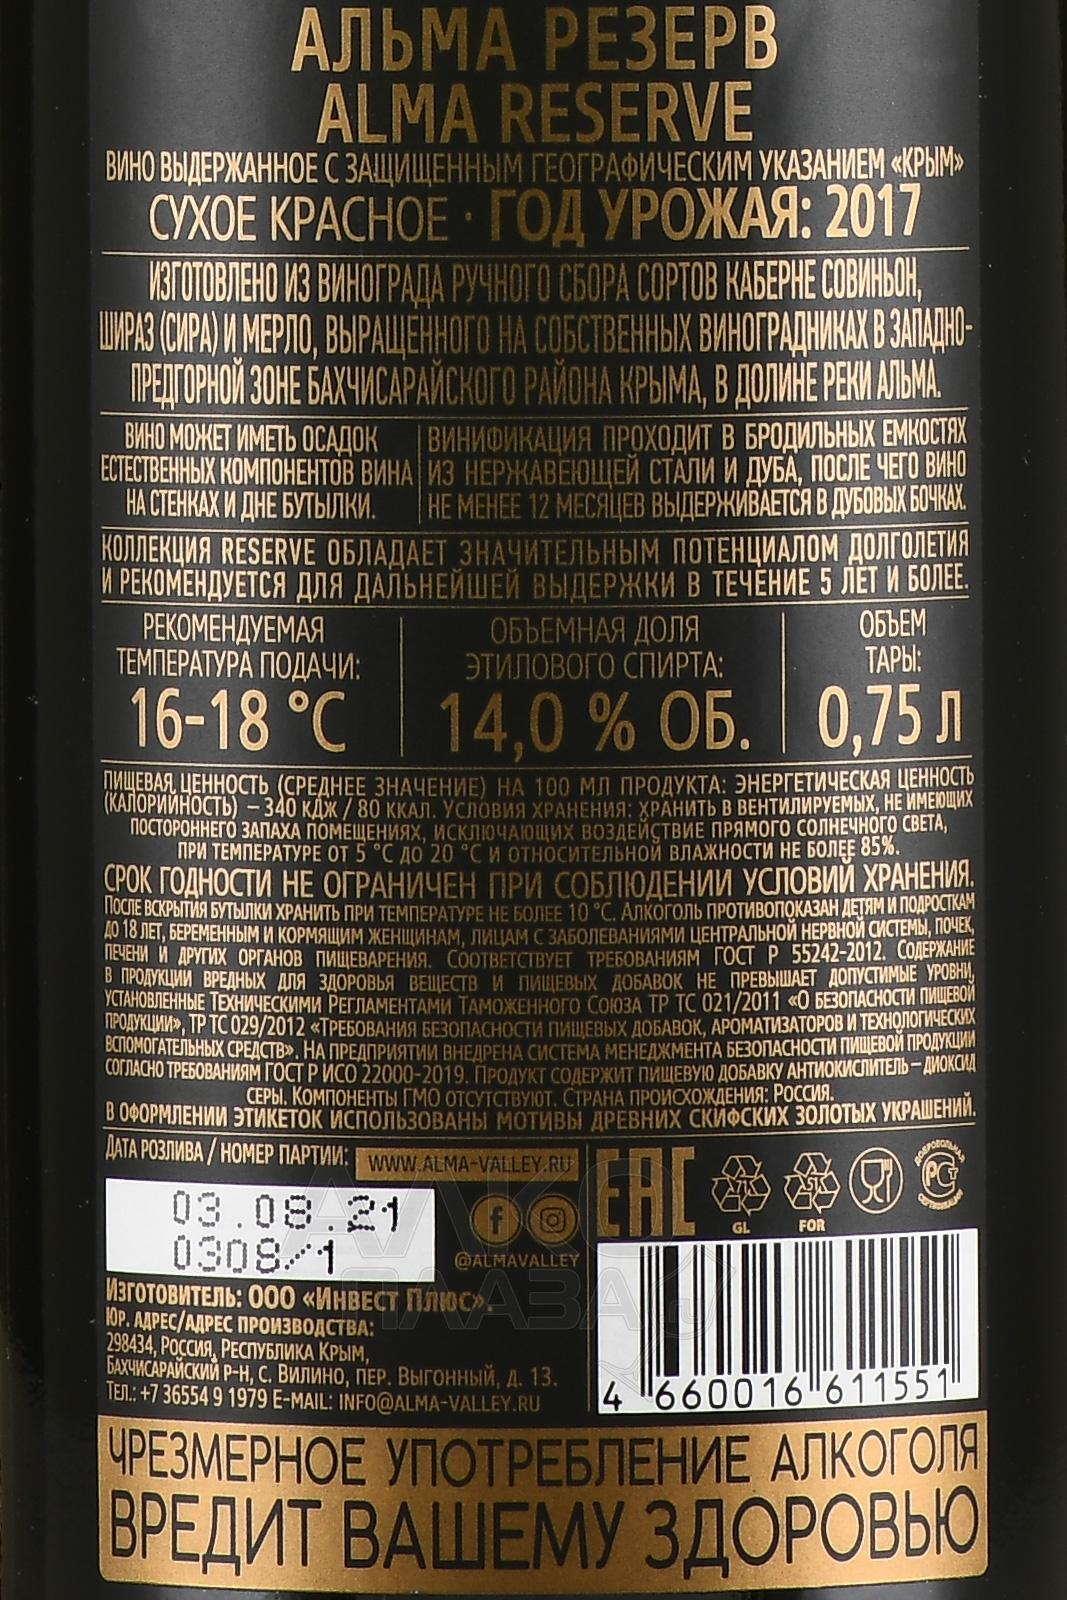 АЛЬМА РЕЗЕРВ
ALMA RESERVE
ВИНО ВЫДЕРЖАННОЕ С ЗАЩИЩЕННЫМ ГЕОГРАФИЧЕСКИМ УКАЗАНИЕМ «КРЫМ»
СУХОЕ КРАСНОЕ · ГОД УРОЖАЯ: 2017
ИЗГОТОВЛЕНО ИЗ ВИНОГРАДА РУЧНОГО СБОРА СОРТОВ КАБЕРНЕ СОВИНЬОН,
ШИРАЗ (СИРА) И МЕРЛО, ВЫРАЩЕННОГО НА СОБСТВЕННЫХ ВИНОГРАДНИКАХ В ЗАПАДНО-
ПРЕДГОРНОЙ ЗОНЕ БАХЧИСАРАЙСКОГО РАЙОНА КРЫМА, В ДОЛИНЕ РЕКИ АЛЬМА.
ВИНО МОЖЕТ ИМЕТЬ ОСАДОК
ЕСТЕСТВЕННЫХ КОМПОНЕНТОВ ВИНА
НА СТЕНКАХ И ДНЕ БУТЫЛКИ.
ВИНИФИКАЦИЯ ПРОХОДИТ В БРОДИЛЬНЫХ ЕМКОСТЯХ
ИЗ НЕРЖАВЕЮЩЕЙ СТАЛИ И ДУБА, ПОСЛЕ ЧЕГО ВИНО
НЕ МЕНЕЕ 12 МЕСЯЦЕВ ВЫДЕРЖИВАЕТСЯ В ДУБОВЫХ БОЧКАХ.
КОЛЛЕКЦИЯ RESERVE ОБЛАДАЕТ ЗНАЧИТЕЛЬНЫМ ПОТЕНЦИАЛОМ ДОЛГОЛЕТИЯ
И РЕКОМЕНДУЕТСЯ ДЛЯ ДАЛЬНЕЙШЕЙ ВЫДЕРЖКИ В ТЕЧЕНИЕ 5 ЛЕТ И БОЛЕЕ.
РЕКОМЕНДУЕМАЯ
ТЕМПЕРАТУРА ПОДАЧИ:
16-18 °С
ОБЪЕМНАЯ ДОЛЯ
ЭТИЛОВОГО СПИРТА:
14,0 % ОБ.
ОБЪЕМ
ТАРЫ:
0,75 л
ПИЩЕВАЯ ЦЕННОСТЬ (СРЕДНЕЕ ЗНАЧЕНИЕ) НА 100 МЛ ПРОДУКТА: ЭНЕРГЕТИЧЕСКАЯ ЦЕННОСТЬ
(КАЛОРИЙНОСТЬ) – 340 КДЖ / 80 ККАЛ. УСЛОВИЯ ХРАНЕНИЯ: ХРАНИТЬ В ВЕНТИЛИРУЕМЫХ, НЕ ИМЕЮЩИХ
ПОСТОРОННЕГО ЗАПАХА ПОМЕЩЕНИЯХ, ИСКЛЮЧАЮЩИХ ВОЗДЕЙСТВИЕ ПРЯМОГО СОЛНЕЧНОГО СВЕТА,
ПРИ ТЕМПЕРАТУРЕ ОТ 5 °С ДО 20 °С И ОТНОСИТЕЛЬНОЙ ВЛАЖНОСТИ НЕ БОЛЕЕ 85%.
СРОК ГОДНОСТИ НЕ ОГРАНИЧЕН ПРИ СОБЛЮДЕНИИ УСЛОВИЙ ХРАНЕНИЯ.
ПОСЛЕ ВСКРЫТИЯ БУТЫЛКИ ХРАНИТЬ ПРИ ТЕМПЕРАТУРЕ НЕ БОЛЕЕ 10 °С. АЛКОГОЛЬ ПРОТИВОПОКАЗАН ДЕТЯМ И ПОДРОСТКАМ
ДО 18 ЛЕТ, БЕРЕМЕННЫМ И КОРМЯЩИМ ЖЕНЩИНАМ, ЛИЦАМ С ЗАБОЛЕВАНИЯМИ ЦЕНТРАЛЬНОЙ НЕРВНОЙ СИСТЕМЫ, ПОЧЕК,
ПЕЧЕНИ И ДРУГИХ ОРГАНОВ ПИЩЕВАРЕНИЯ. СООТВЕТСТВУЕТ ТРЕБОВАНИЯМ ГОСТ Р 55242-2012. СОДЕРЖАНИЕ
В ПРОДУКЦИИ ВРЕДНЫХ ДЛЯ ЗДОРОВЬЯ ВЕЩЕСТВ И ПИЩЕВЫХ ДОБАВОК НЕ ПРЕВЫШАЕТ ДОПУСТИМЫЕ УРОВНИ,
УСТАНОВЛЕННЫЕ ТЕХНИЧЕСКИМИ РЕГЛАМЕНТАМИ ТАМОЖЕННОГО СОЮЗА ТР ТС 021/2011 «О БЕЗОПАСНОСТИ ПИЩЕВОЙ
ПРОДУКЦИИ», ТР ТС 029/2012 «ТРЕБОВАНИЯ БЕЗОПАСНОСТИ ПИЩЕВЫХ ДОБАВОК, АРОМАТИЗАТОРОВ И ТЕХНОЛОГИЧЕСКИХ
ВСПОМОГАТЕЛЬНЫХ СРЕДСТВ». НА ПРЕДПРИЯТИИ ВНЕДРЕНА СИСТЕМА МЕНЕДЖМЕНТА БЕЗОПАСНОСТИ ПИЩЕВОЙ ПРОДУКЦИИ
СОГЛАСНО ТРЕБОВАНИЯМ ГОСТ Р ИСО 22000-2019. ПРОДУКТ СОДЕРЖИТ ПИЩЕВУЮ ДОБАВКУ АНТИОКИСЛИТЕЛЬ – ДИОКСИД
СЕРЫ. КОМПОНЕНТЫ ГМО ОТСУТСТВУЮТ. СТРАНА ПРОИСХОЖДЕНИЯ: РОССИЯ.
В ОФОРМЛЕНИИ ЭТИКЕТОК ИСПОЛЬЗОВАНЫ МОТИВЫ ДРЕВНИХ СКИФСКИХ ЗОЛОТЫХ УКРАШЕНИЙ.
ДАТА РОЗЛИВА / НОМЕР ПАРТИИ:
03.08.21
0308/1
WWW.ALMA-VALLEY.RU
@ALMAVALLEY
EAC
71
GL
51
FOR
ДОБРОВОЛЬНАЯ
РСТ
СЕРТИФИКАЦИЯ
ИЗГОТОВИТЕЛЬ: ООО «ИНВЕСТ ПЛЮС».
ЮР. АДРЕС/АДРЕС ПРОИЗВОДСТВА:
298434, РОССИЯ, РЕСПУБЛИКА КРЫМ,
БАХЧИСАРАЙСКИЙ Р-Н, С. ВИЛИНО, ПЕР. ВЫГОННЫЙ, Д. 13.
ТЕЛ.: +7 36554 9 1979 E-MAIL: INFO@ALMA-VALLEY.RU
4 660016 611551
АЛКО
ПЛАЗА
ЧРЕЗМЕРНОЕ УПОТРЕБЛЕНИЕ АЛКОГОЛЯ
ВРЕДИТ ВАШЕМУ ЗДОРОВЬЮ